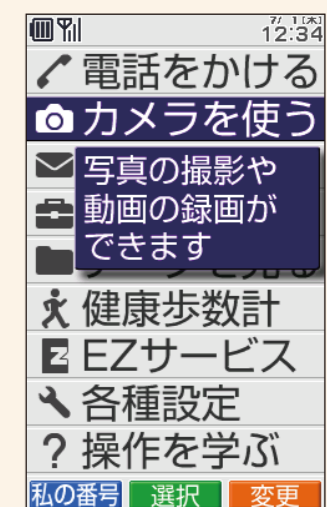 7/ 1[木]
12:34
電話をかける
カメラを使う
写真の撮影や
動画の録画が
できます
健康歩数計
EZサービス
各種設定
?操作を学ぶ
私の番号 選択 変更